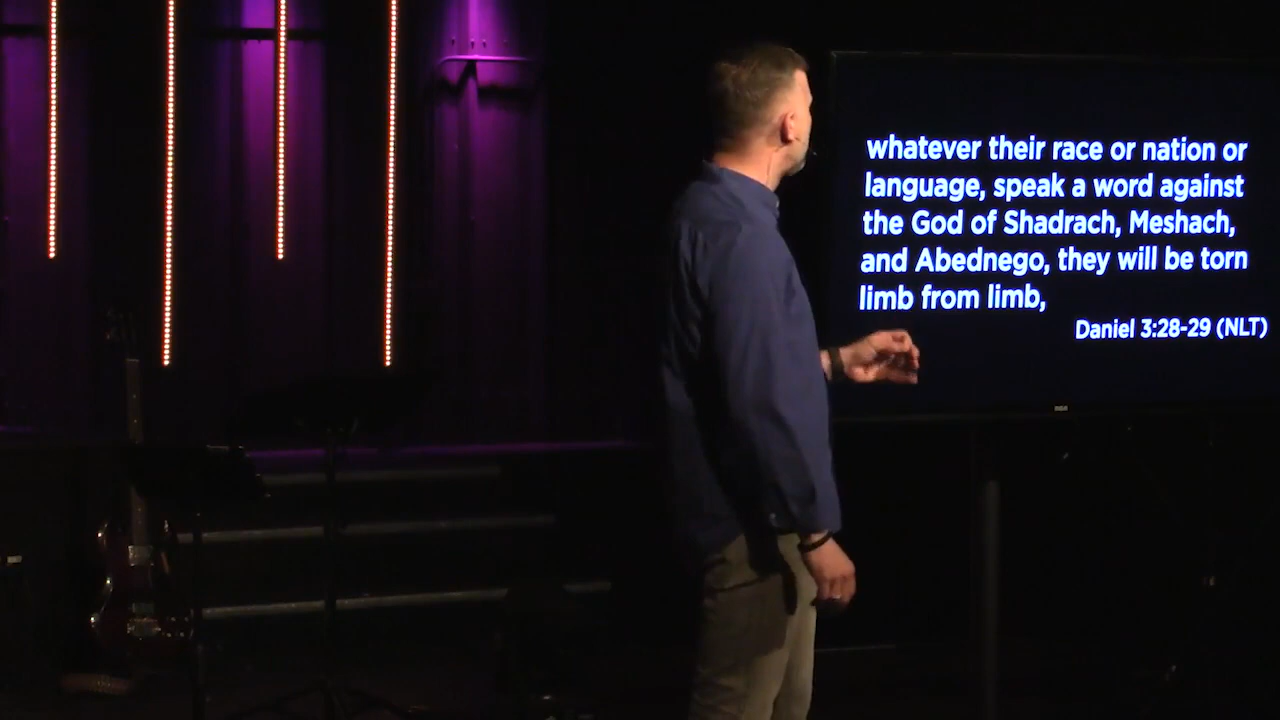 whatever their race or nation or
language, speak a word against
the God of Shadrach, Meshach,
and Abednego, they will be torn
limb from limb,
Daniel 3:28-29 (NLT)
RCA